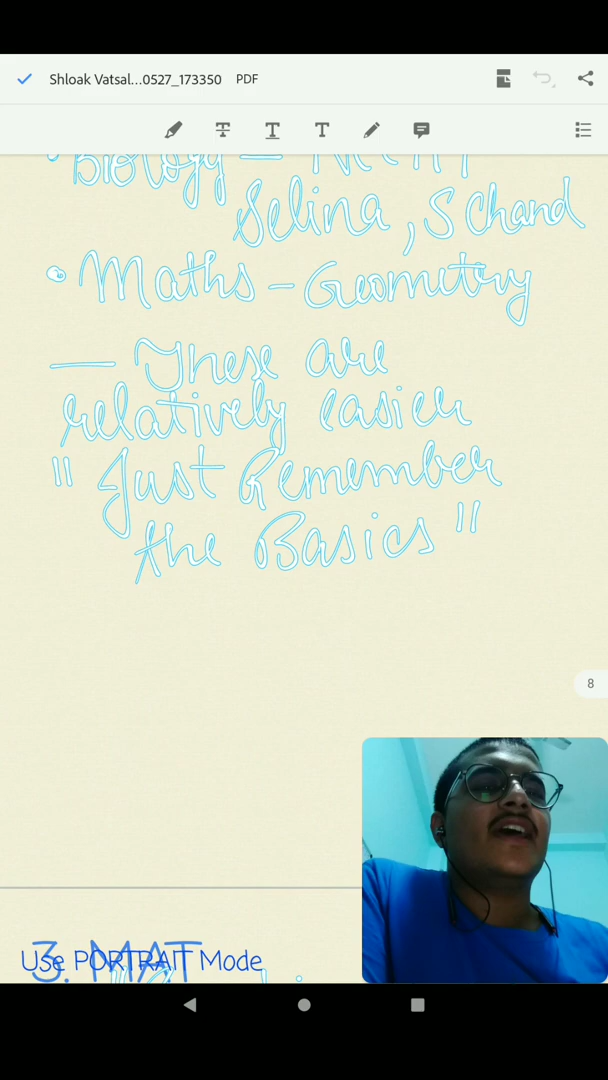 Shloak Vatsal...0527_173350 PDF
• Biology —
Selina, S Chand
• Maths – Geometry
— These are
relatively easier
" Just Remember
the Basics "
8
3. MAT
Use PORTRAIT Mode